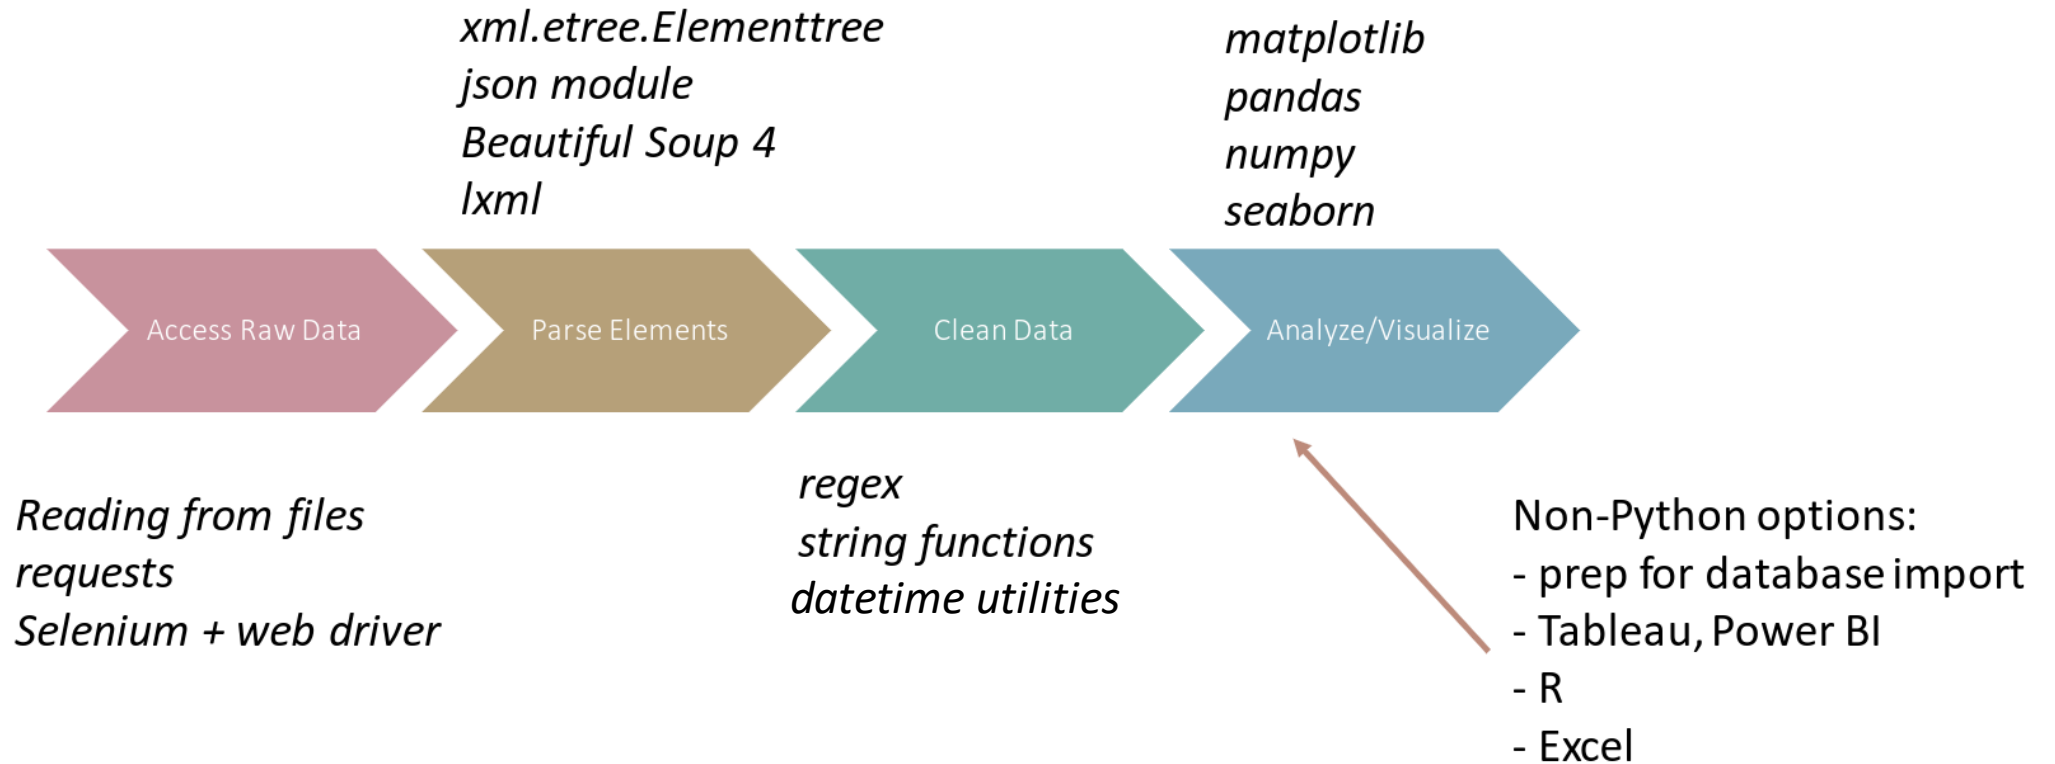 xml.etree.Elementtree
json module
Beautiful Soup 4
lxml
matplotlib
pandas
numpy
seaborn
Access Raw Data
Parse Elements
Clean Data
Analyze/Visualize
Reading from files
requests
Selenium + web driver
regex
string functions
datetime utilities
Non-Python options:
- prep for database import
- Tableau, Power BI
- R
- Excel